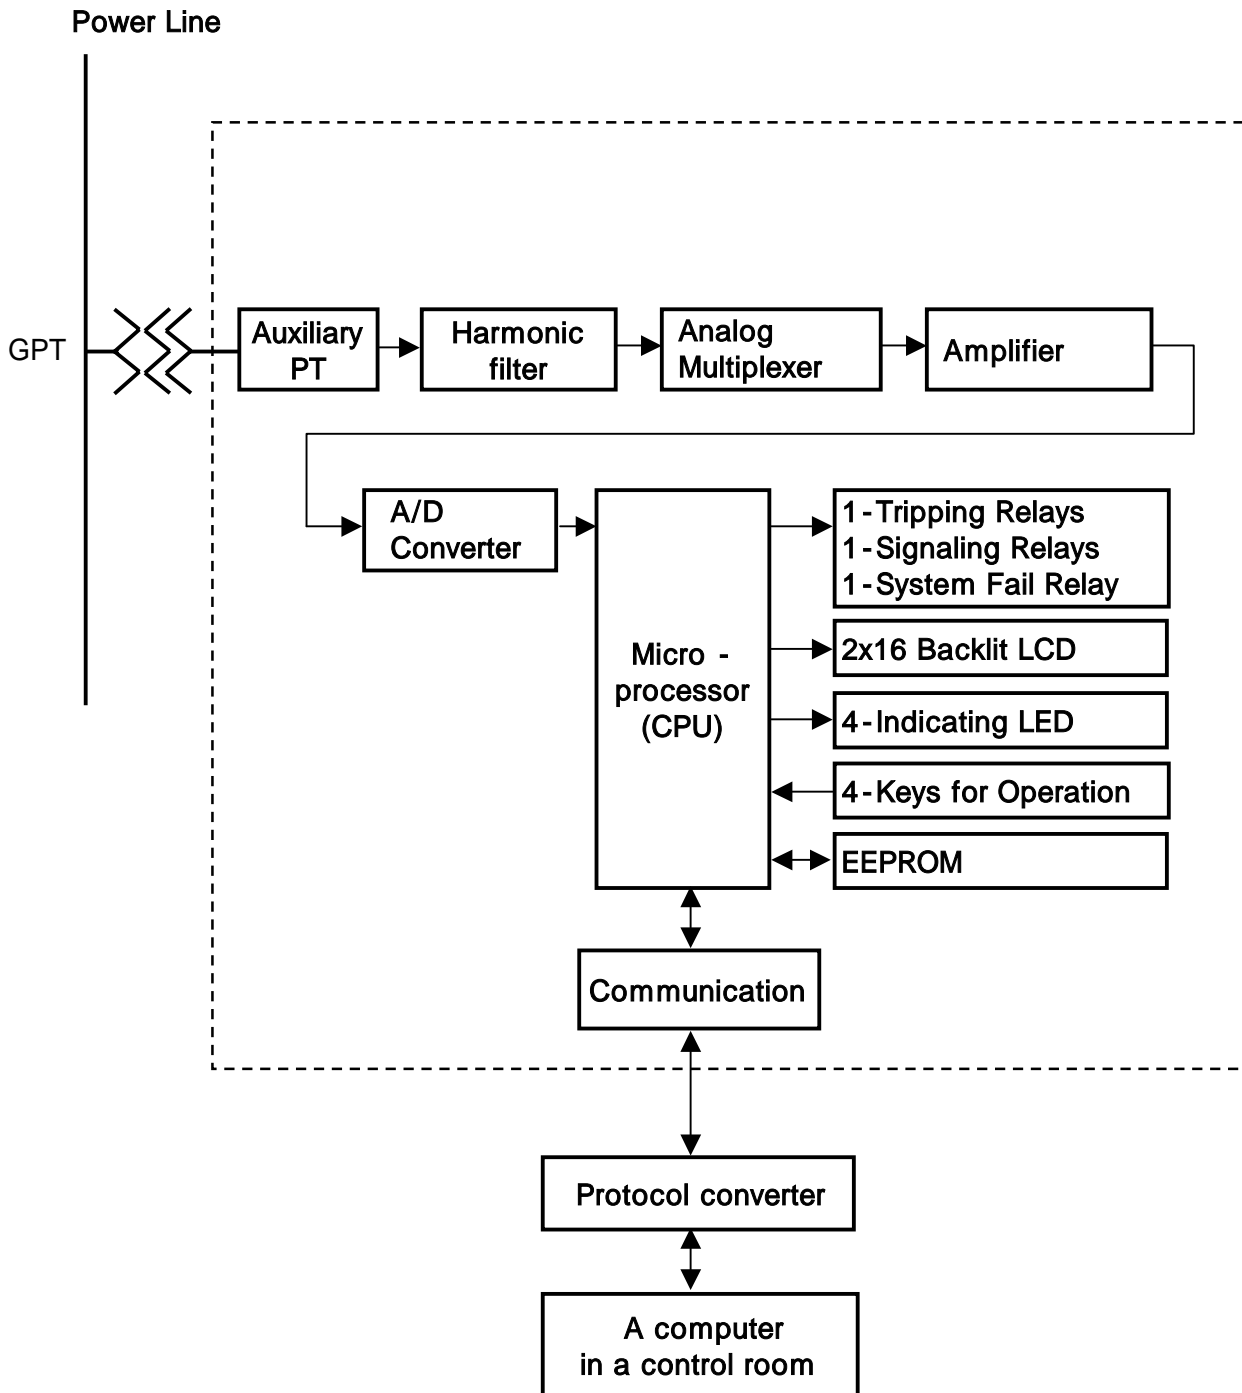 Power Line
GPT
Auxiliary
PT
Harmonic
filter
Analog
Multiplexer
Amplifier
A/D
Converter
Micro -
processor
(CPU)
1-Tripping Relays
1-Signaling Relays
1-System Fail Relay
2x16 Backlit LCD
4-Indicating LED
4-Keys for Operation
EEPROM
Communication
Protocol converter
A computer
in a control room